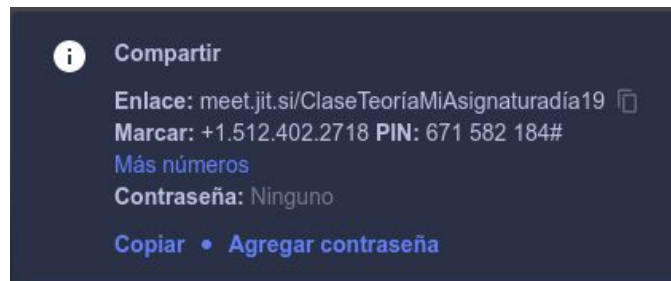 Compartir
Enlace: meet.jit.si/ClaseTeoríaMiAsignaturadía19
Marcar: +1.512.402.2718 PIN: 671 582 184#
Más números
Contraseña: Ninguno
Copiar • Agregar contraseña